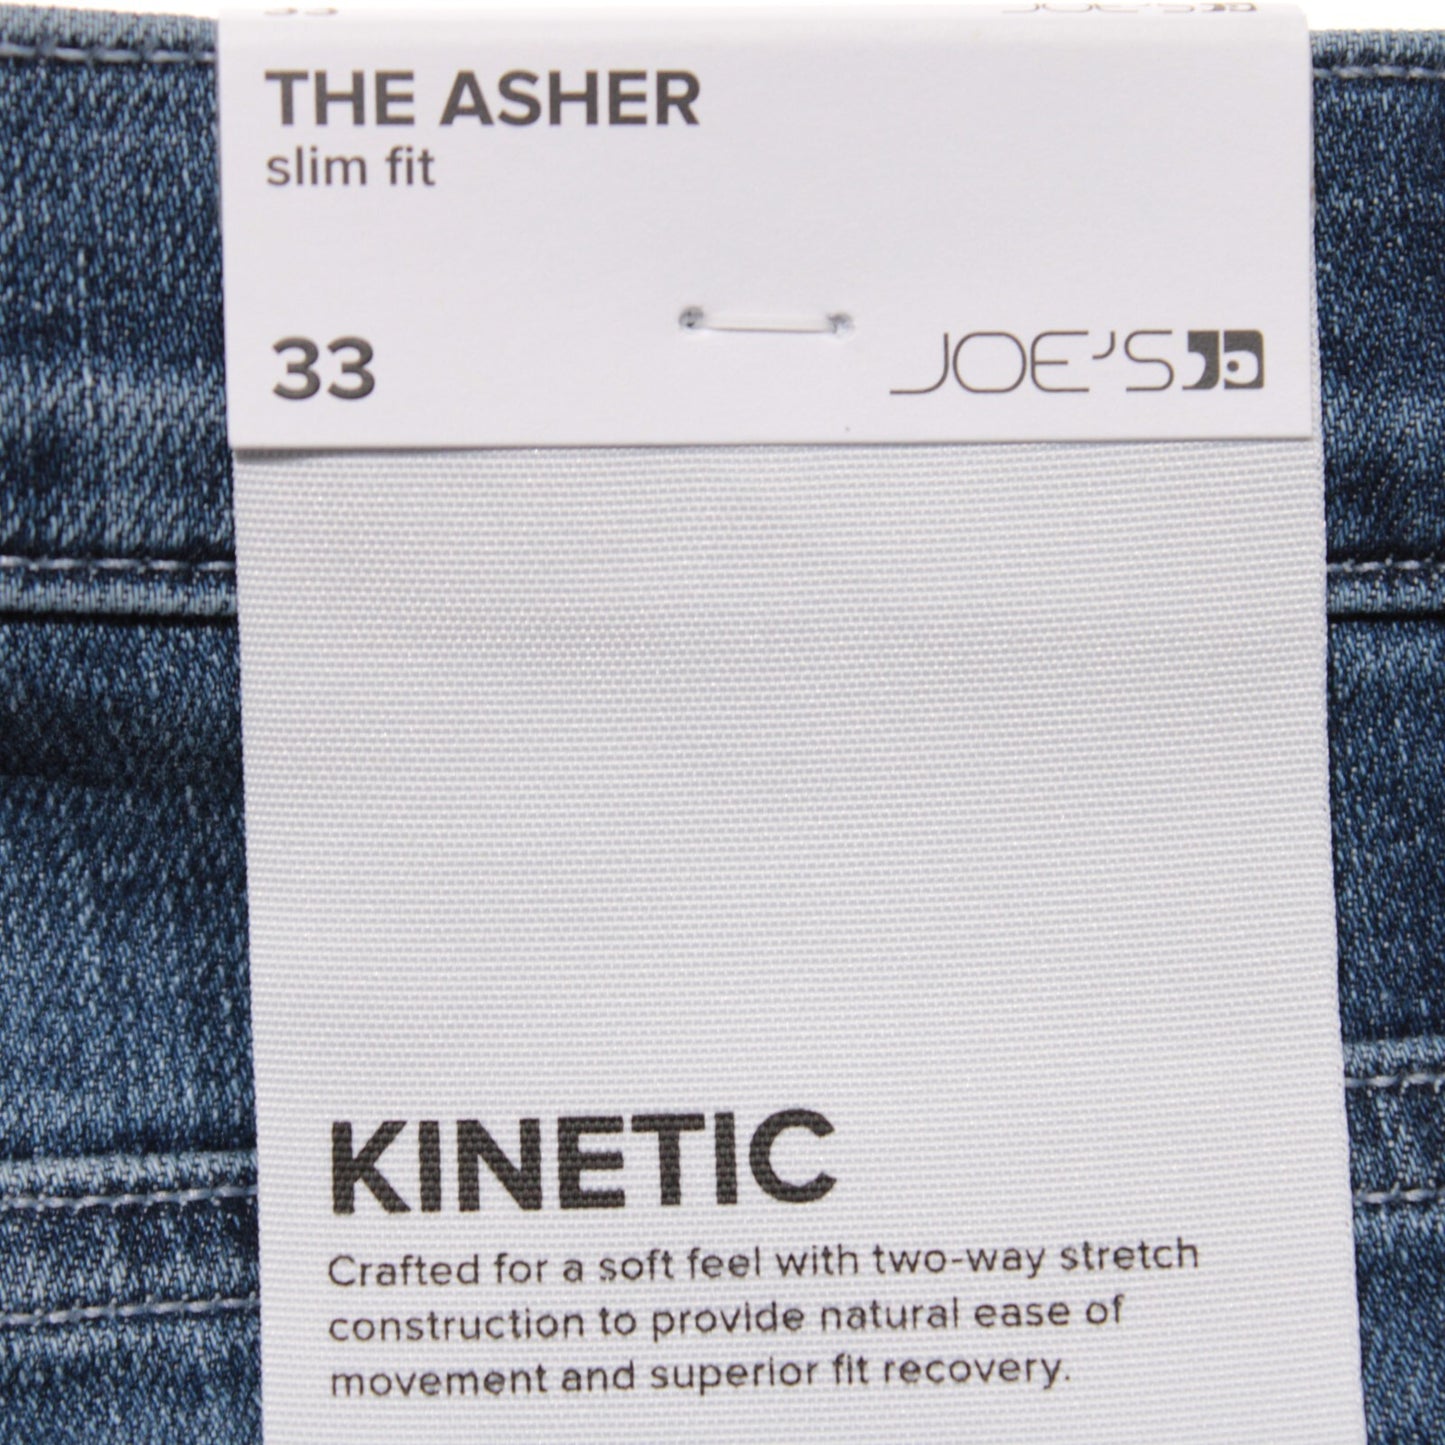 THE ASHER
slim fit
33
JOE'S
KINETIC
Crafted for a soft feel with two-way stretch
construction to provide natural ease of
movement and superior fit recovery.